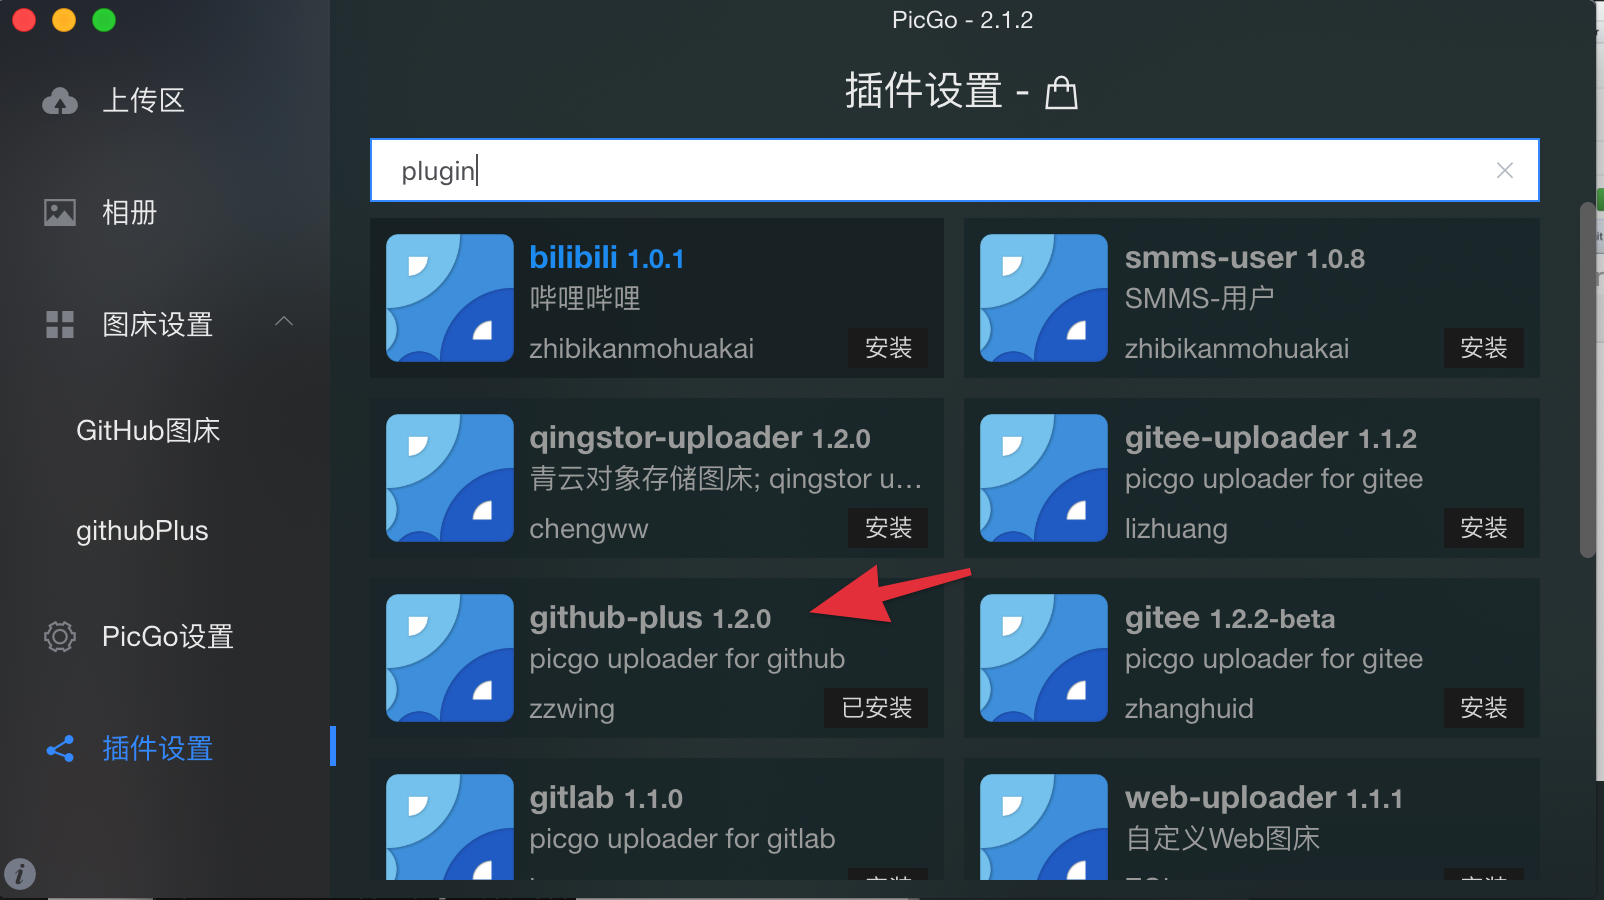 PicGo - 2.1.2
上传区
相册
图床设置
GitHub图床
githubPlus
PicGo设置
插件设置
插件设置 -
plugin
bilibili 1.0.1
哔哩哔哩
zhibikanmohuakai
安装
smms-user 1.0.8
SMMS-用户
zhibikanmohuakai
安装
qingstor-uploader 1.2.0
青云对象存储图床; qingstor u...
chengww
安装
gitee-uploader 1.1.2
picgo uploader for gitee
lizhuang
安装
github-plus 1.2.0
picgo uploader for github
zzwing
已安装
gitee 1.2.2-beta
picgo uploader for gitee
zhanghuid
安装
gitlab 1.1.0
picgo uploader for gitlab
web-uploader 1.1.1
自定义Web图床